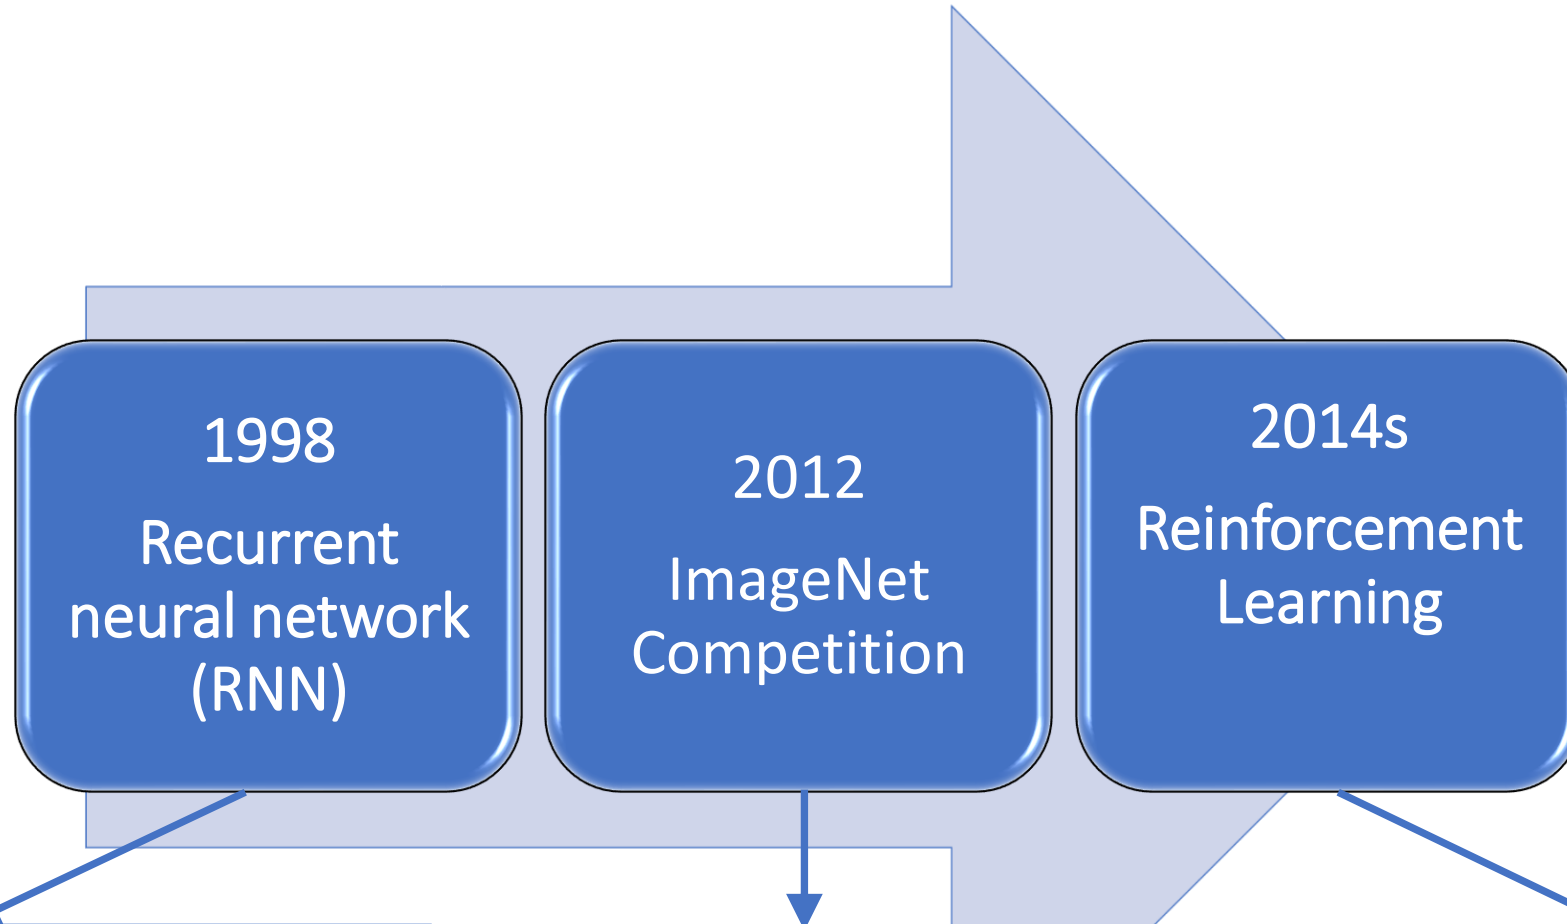 1998
Recurrent
neural network
(RNN)
2012
ImageNet
Competition
2014s
Reinforcement
Learning